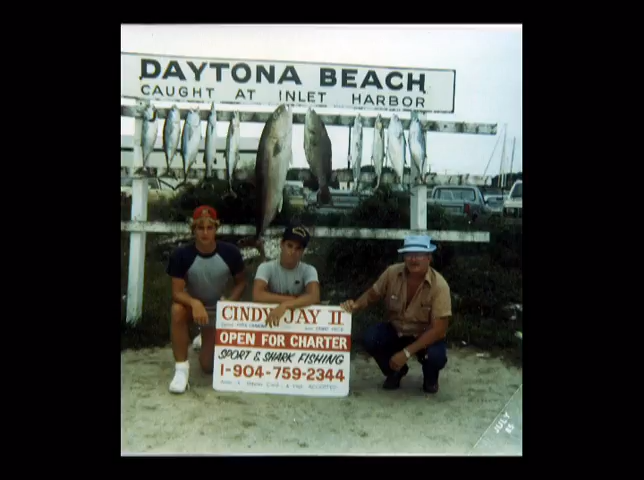 DAYTONA BEACH
CAUGHT AT INLET HARBOR
CINDY JAY II
OPEN FOR CHARTER
SPORT & SHARK FISHING
1-904-759-2344
JULY
85